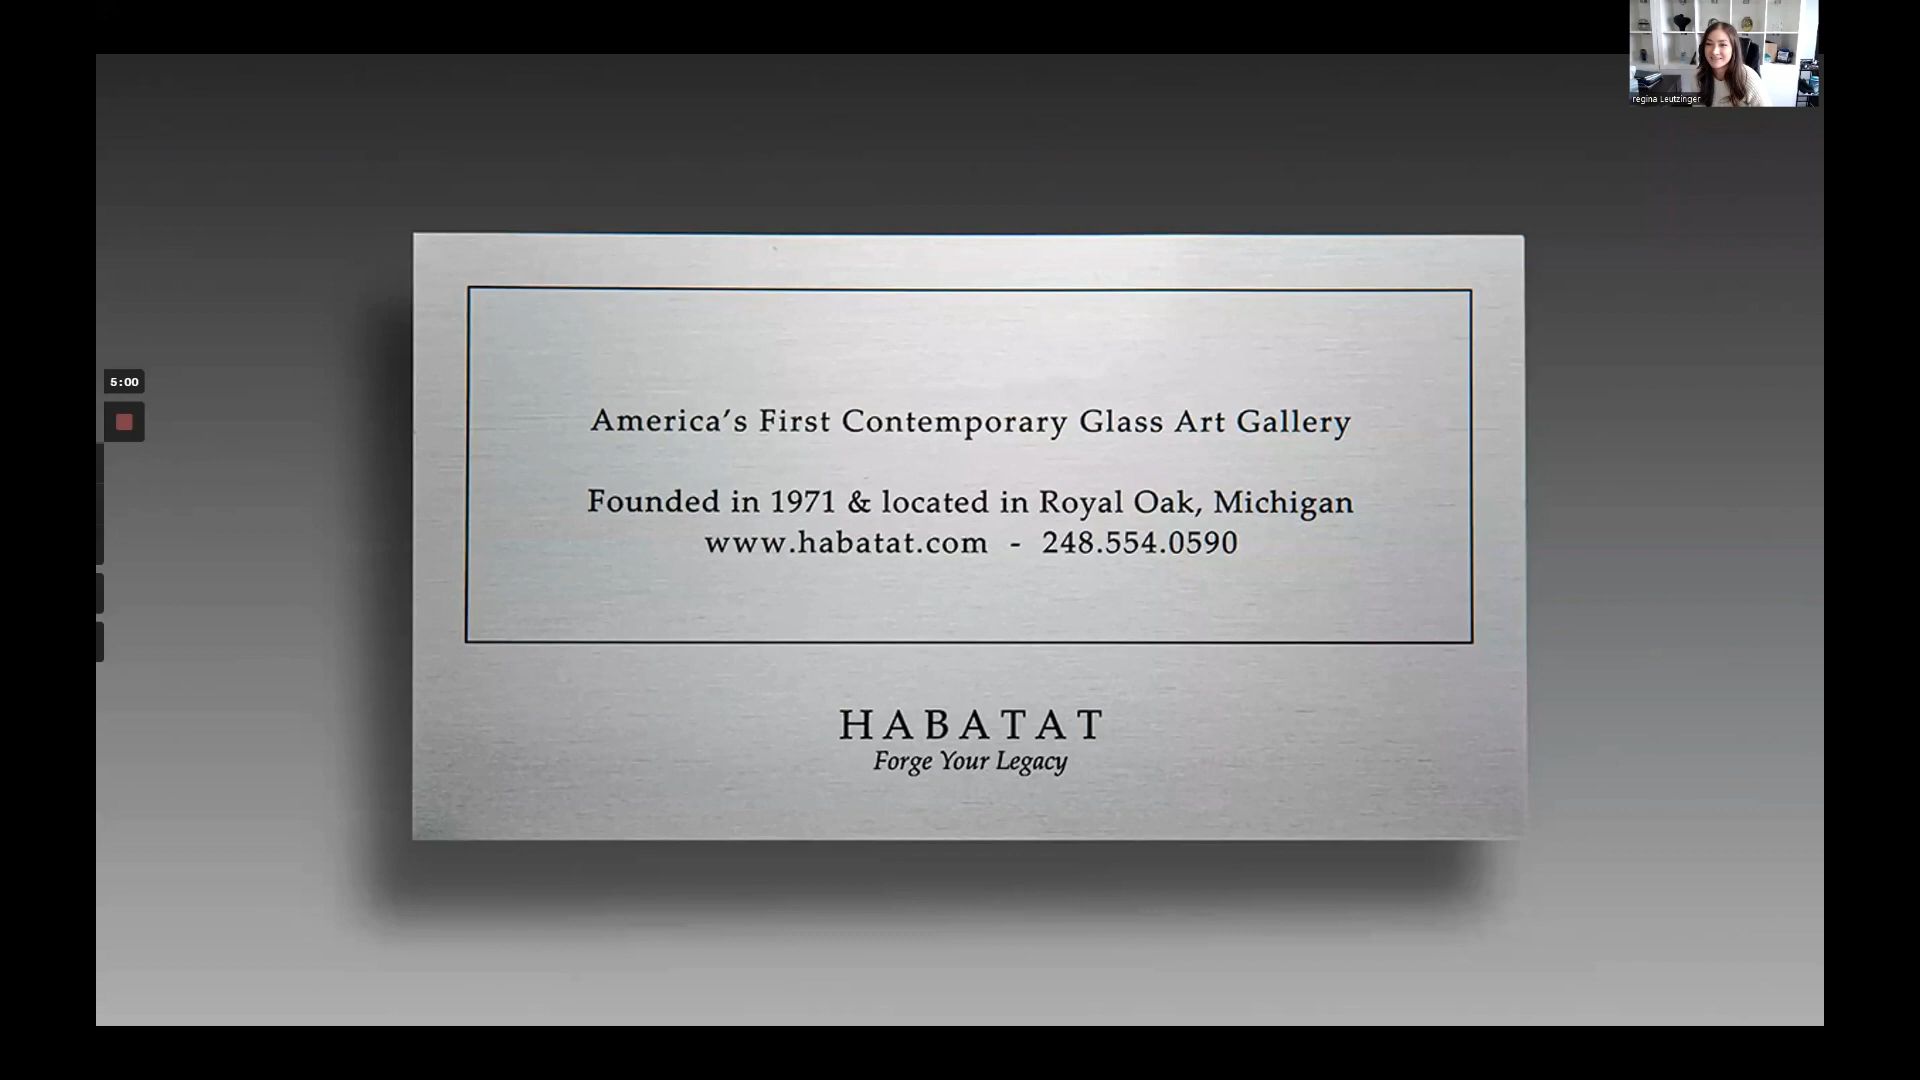 regina Leutzinger
5:00
America's First Contemporary Glass Art Gallery
Founded in 1971 & located in Royal Oak, Michigan
www.habatat.com - 248.554.0590
HABATAT
Forge Your Legacy